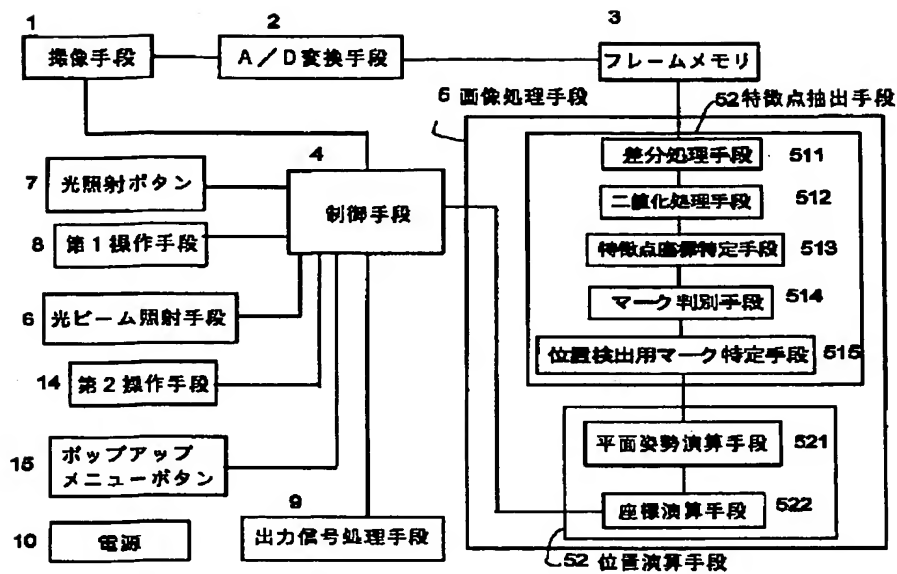 1
撮像手段
2
A/D変換手段
3
フレームメモリ
5 画像処理手段
52特徴点抽出手段
差分処理手段 511
二値化処理手段 512
特徴点座標特定手段 513
マーク判別手段 514
位置検出用マーク特定手段 515
4
制御手段
7 光照射ボタン
8 第1操作手段
6 光ビーム照射手段
14 第2操作手段
15 ポップアップ
メニューボタン
10 電源
9
出力信号処理手段
平面姿勢演算手段 521
座標演算手段 522
52 位置演算手段